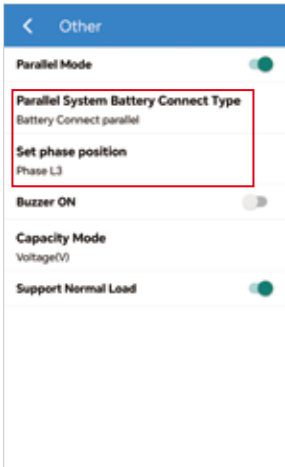 Other
Parallel Mode
Parallel System Battery Connect Type
Battery Connect parallel
Set phase position
Phase L3
Buzzer ON
Capacity Mode
Voltage(V)
Support Normal Load